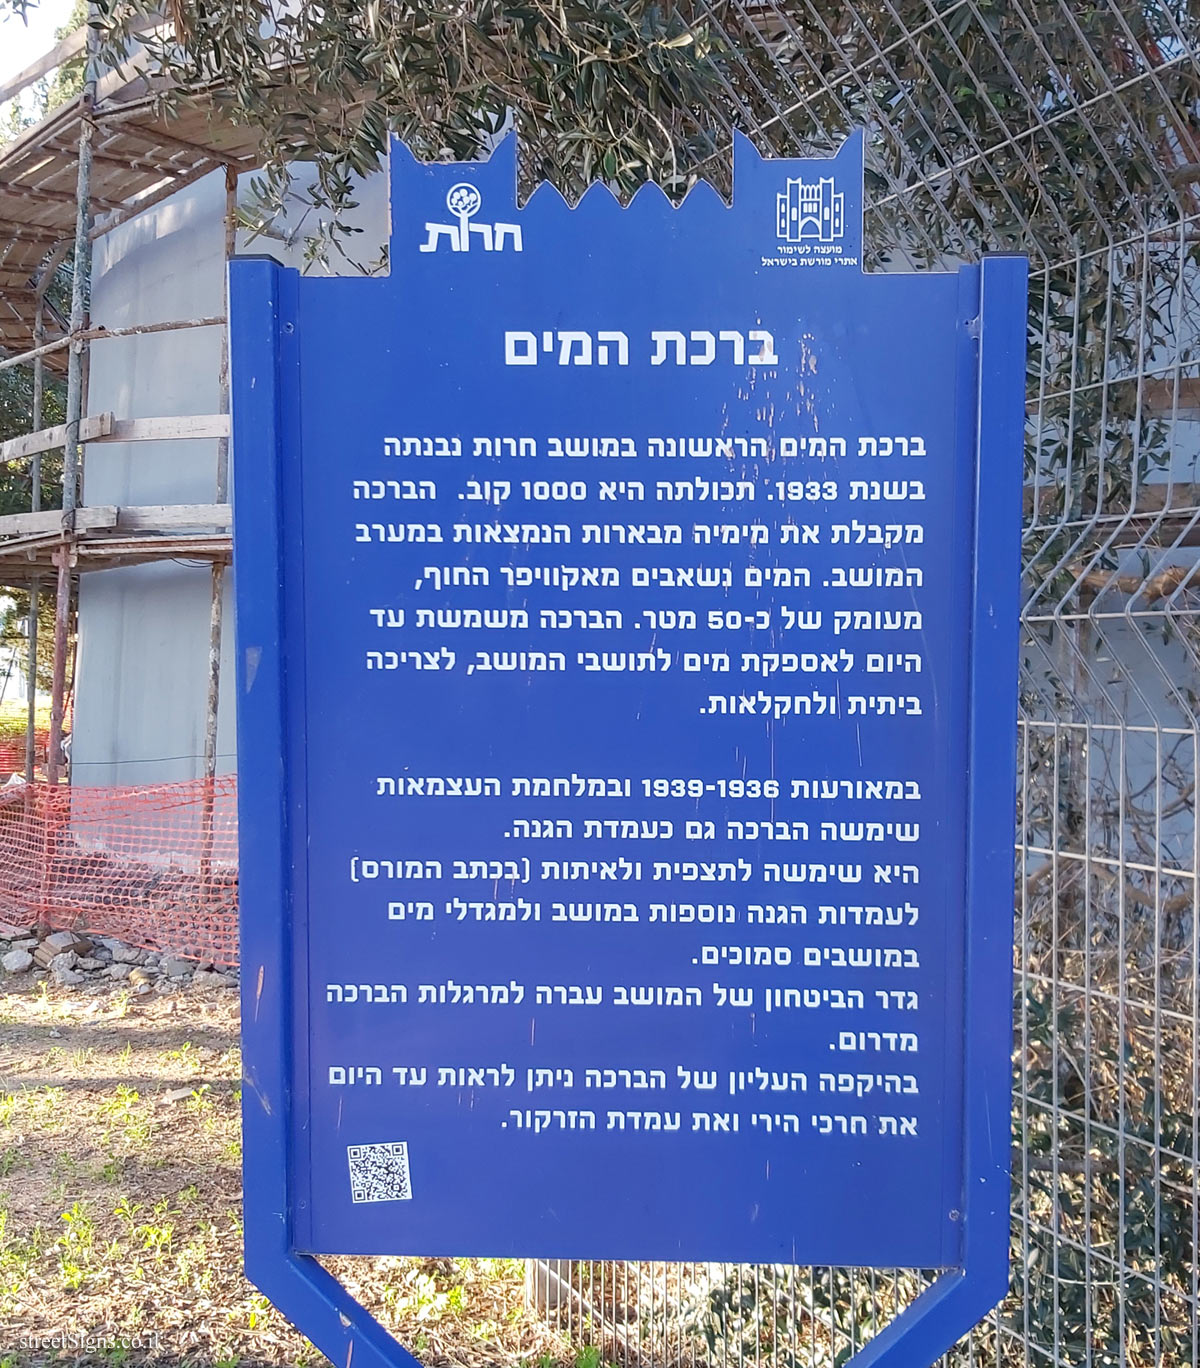 חרות
מועצה לשימור
אתרי מורשת בישראל
ברכת המים
ברכת המים הראשונה במושב חרות נבנתה
בשנת 1933. תכולתה היא 1000 קוב. הברכה
מקבלת את מימיה מבארות הנמצאות במערב
המושב. המים נשאבים מאקוויפר החוף,
מעומק של כ-50 מטר. הברכה משמשת עד
היום לאספקת מים לתושבי המושב, לצריכה
ביתית ולחקלאות.
במאורעות 1939-1936 ובמלחמת העצמאות
שימשה הברכה גם כעמדת הגנה.
היא שימשה לתצפית ולאיתות (בכתב המורס)
לעמדות הגנה נוספות במושב ולמגדלי מים
במושבים סמוכים.
גדר הביטחון של המושב עברה למרגלות הברכה
מדרום.
בהיקפה העליון של הברכה ניתן לראות עד היום
את חרכי הירי ואת עמדת הזרקור.
streetsigns.co.il